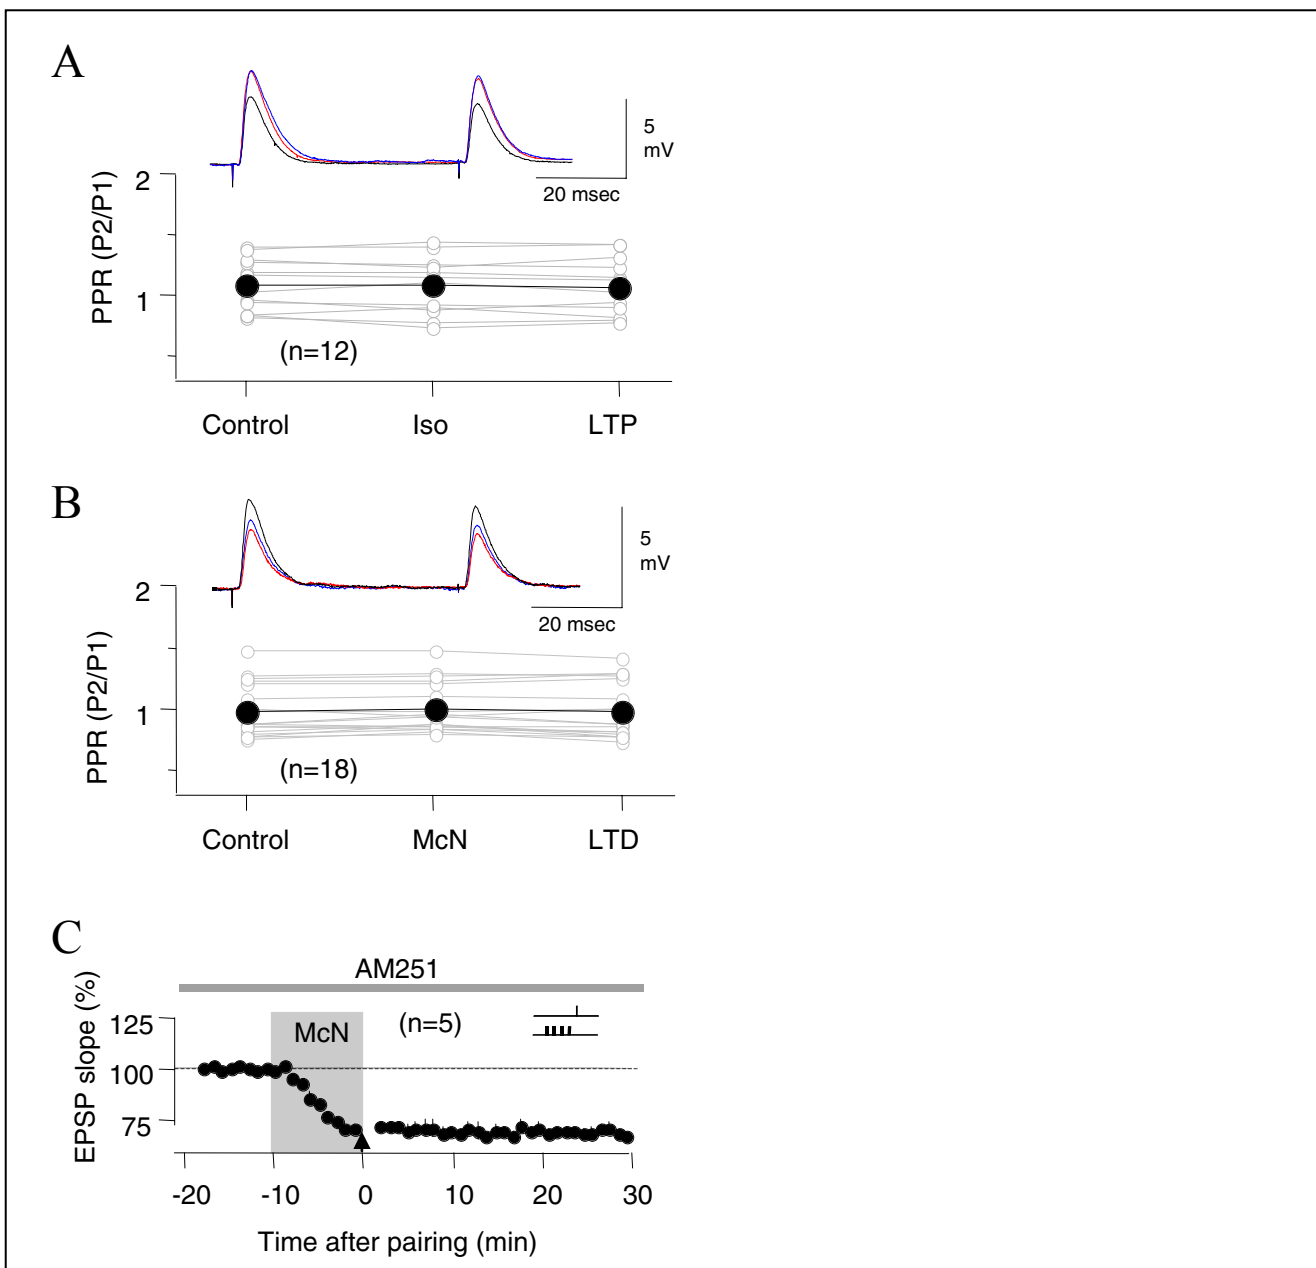 A
5
mV
20 msec
2
1
PPR (P2/P1)
(n=12)
Control Iso LTP
B
5
mV
20 msec
2
1
PPR (P2/P1)
(n=18)
Control McN LTD
C
AM251
McN
(n=5)
125
100
75
EPSP slope (%)
-20 -10 0 10 20 30
Time after pairing (min)